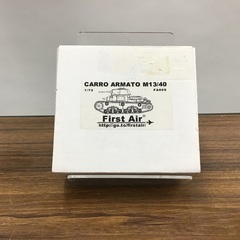 CARRO ARMATO M13/40
1/72 FA009
First Air®
http://go.to/firstair